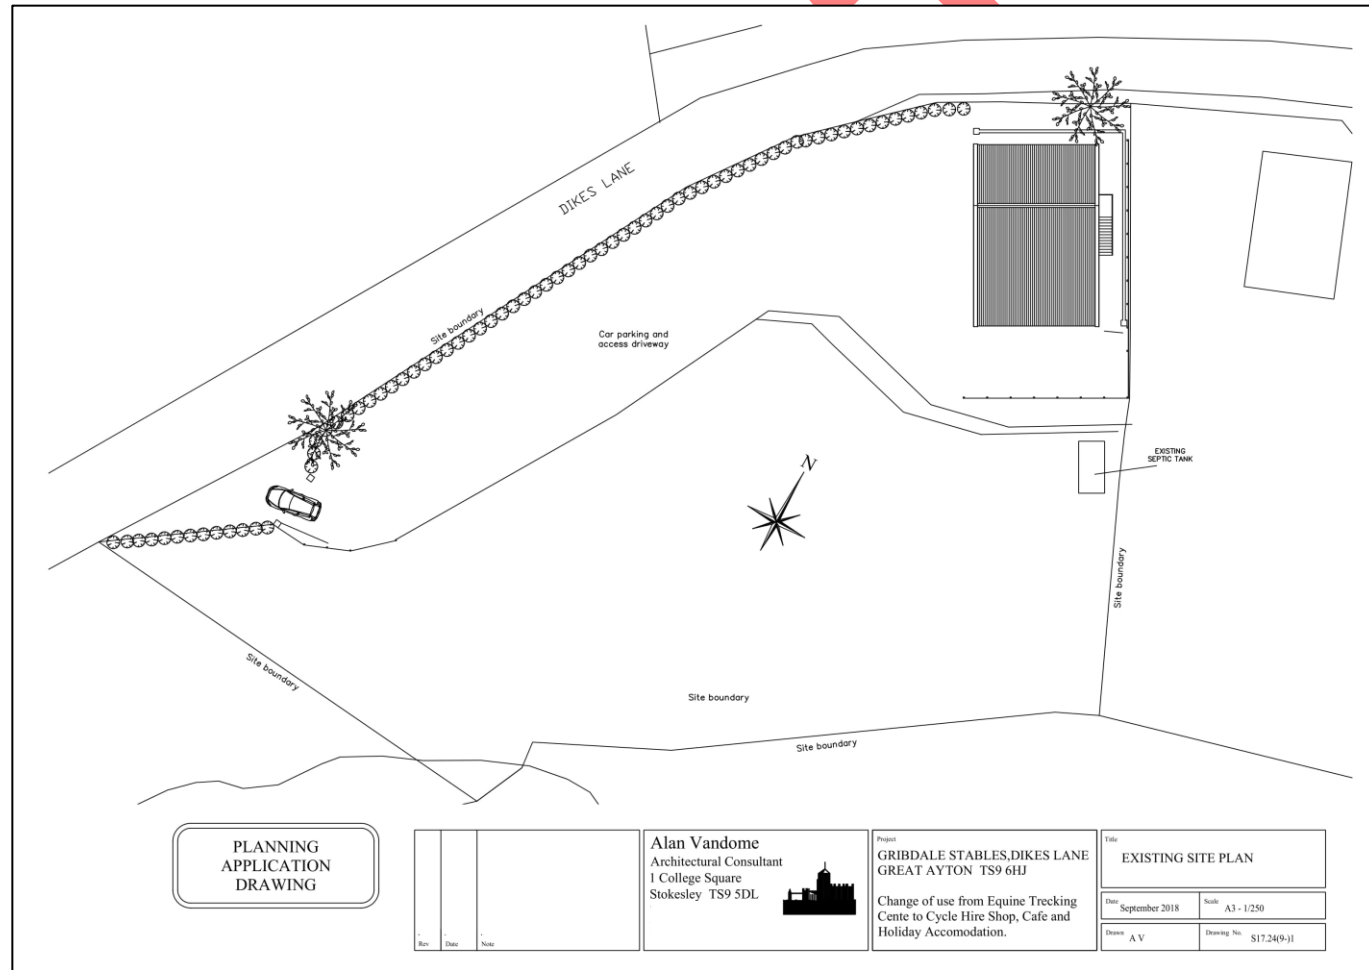 DIKES LANE
Site boundary
Car parking and
access driveway
N
EXISTING
SEPTIC TANK
Site boundary
Site boundary
Site boundary
Site boundary
PLANNING
APPLICATION
DRAWING
Rev
Date
Note
Alan Vandome
Architectural Consultant
1 College Square
Stokesley TS9 5DL
Project
GRIBDALE STABLES,DIKES LANE
GREAT AYTON TS9 6HJ
Change of use from Equine Trecking
Cente to Cycle Hire Shop, Cafe and
Holiday Accomodation.
Title
EXISTING SITE PLAN
Date September 2018
Scale A3 - 1/250
Drawn A V
Drawing No. S17.24(9-)1